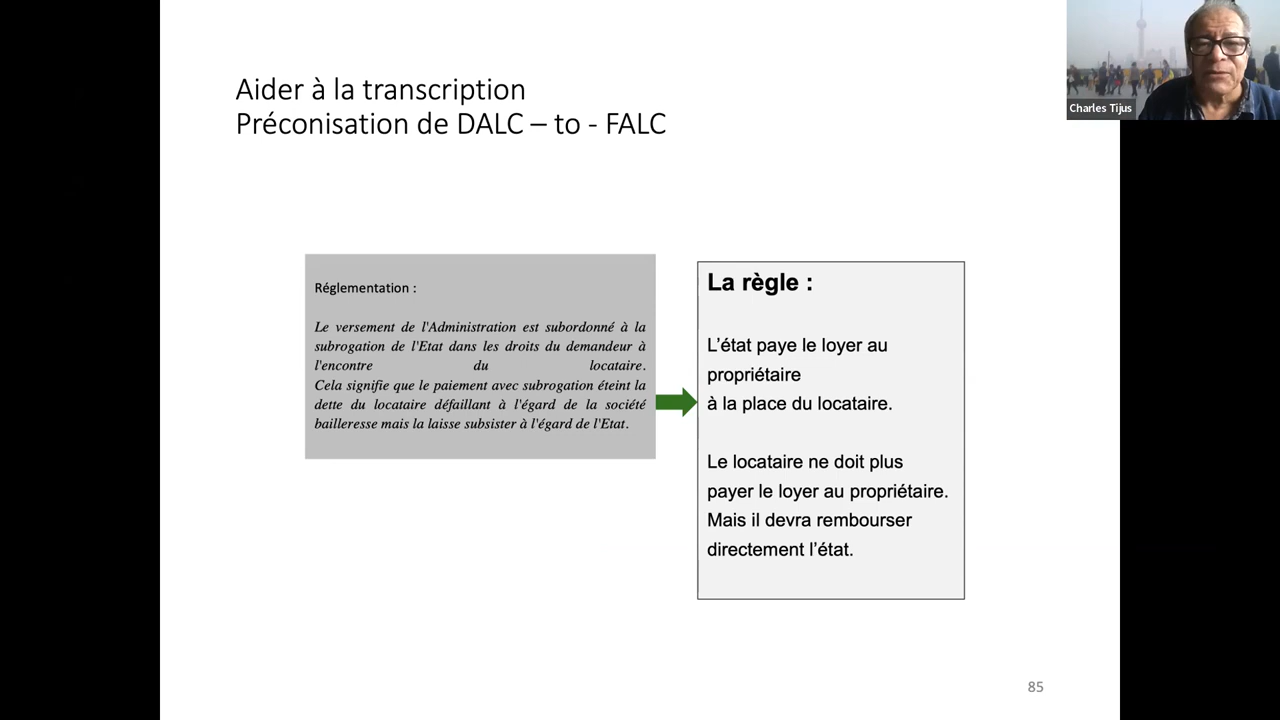 Charles Tijus
Aider à la transcription
Préconisation de DALC – to - FALC
Réglementation :
Le versement de l'Administration est subordonné à la
subrogation de l'Etat dans les droits du demandeur à
l'encontre du locataire.
Cela signifie que le paiement avec subrogation éteint la
dette du locataire défaillant à l'égard de la société
bailleresse mais la laisse subsister à l'égard de l'Etat.
La règle :
L’état paye le loyer au
propriétaire
à la place du locataire.
Le locataire ne doit plus
payer le loyer au propriétaire.
Mais il devra rembourser
directement l’état.
85